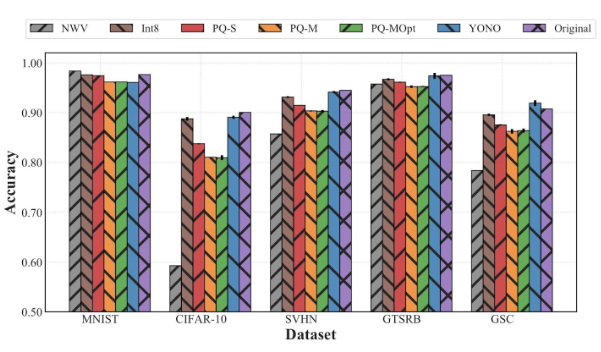 NWV Int8 PQ-S PQ-M PQ-MOpt YONO Original
1.00
0.90
0.80
0.70
0.60
0.50
Accuracy
MNIST CIFAR-10 SVHN GTSRB GSC
Dataset